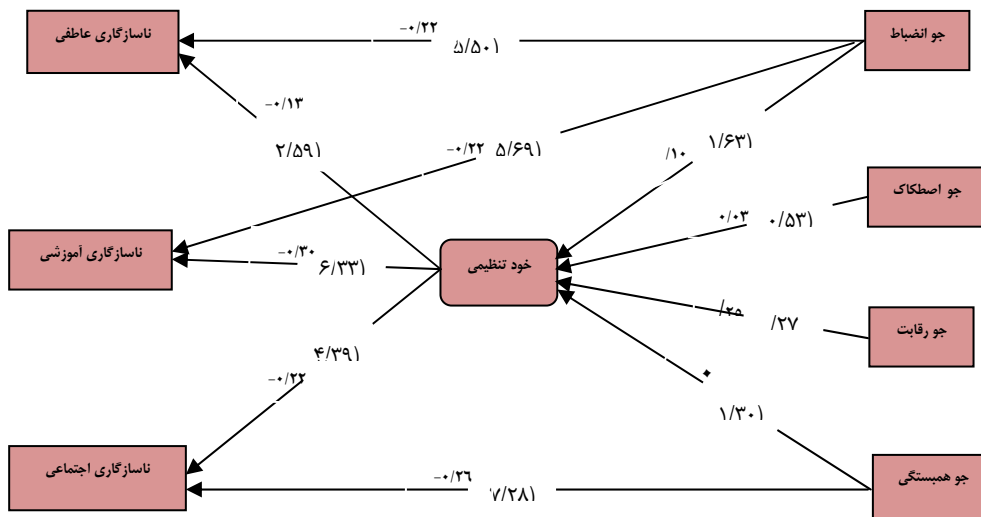 جو انضباط
ناسازگاری عاطفی
-۰/۲۲
۵/۵۰۱
-۰/۱۳
۲/۵۹۱
-۰/۲۲
۵/۶۹۱
/۱۰
۱/۶۳۱
جو اصطکاک
۰/۰۳
۰/۵۳۱
خود تنظیمی
ناسازگاری آموزشی
-۰/۳۰
۶/۳۳۱
جو رقابت
/۲۷
۴/۳۹۱
-۰/۲۲
۱/۳۰۱
جو همبستگی
ناسازگاری اجتماعی
-۰/۲۶
۷/۲۸۱